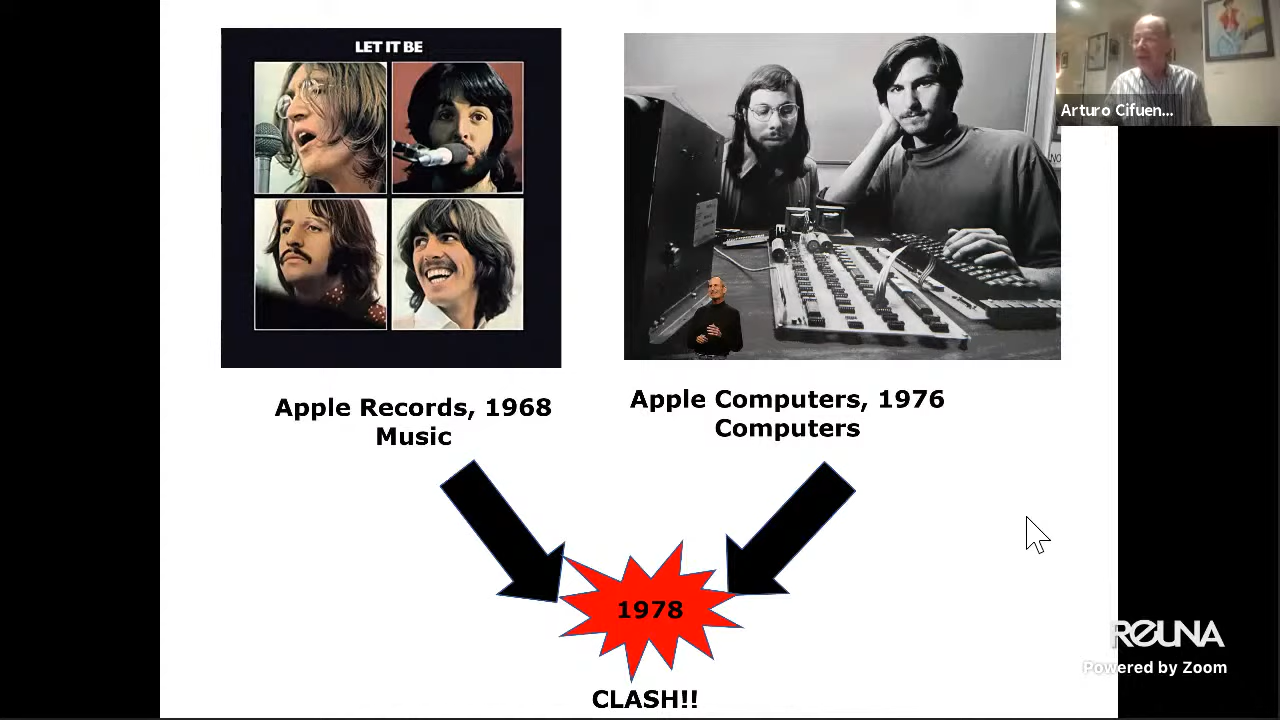 LET IT BE
Arturo Cifuen...
Apple Records, 1968
Music
Apple Computers, 1976
Computers
1978
CLASH!!
REUNA
Powered by Zoom